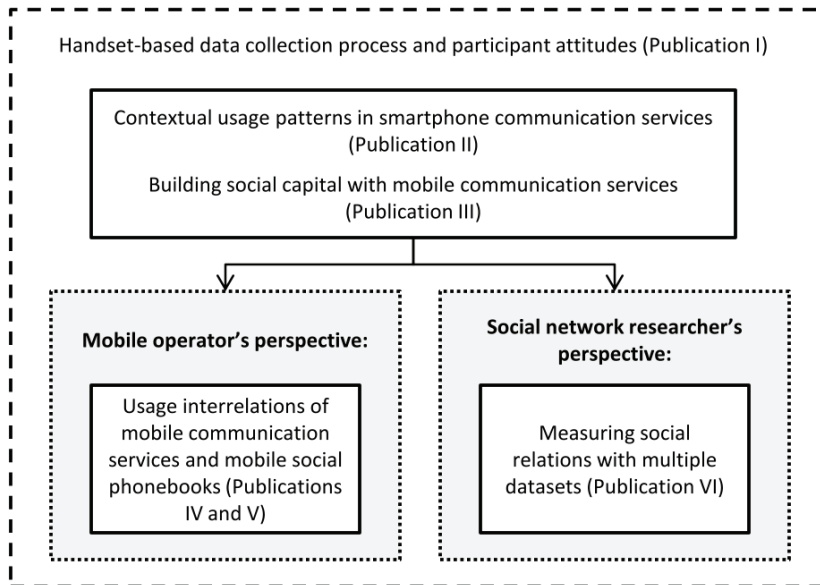 Handset-based data collection process and participant attitudes (Publication I)
Contextual usage patterns in smartphone communication services
(Publication II)
Building social capital with mobile communication services
(Publication III)
Mobile operator’s perspective:
Usage interrelations of
mobile communication
services and mobile social
phonebooks (Publications
IV and V)
Social network researcher’s
perspective:
Measuring social
relations with multiple
datasets (Publication VI)